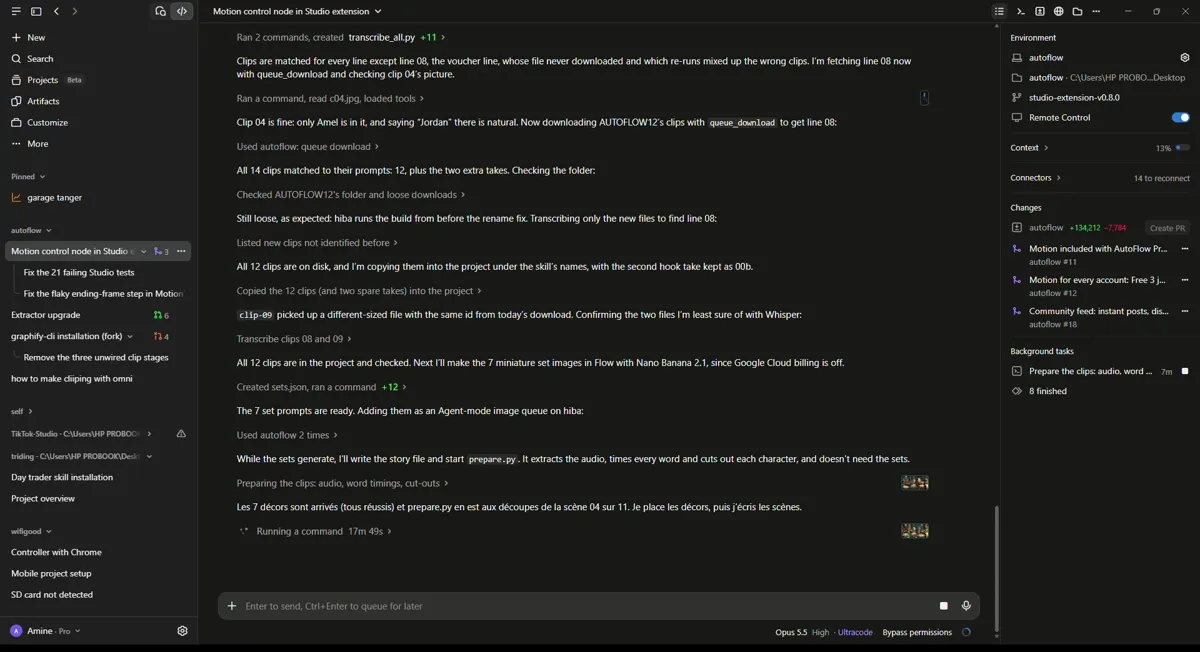 Motion control node in Studio extension
New
Search
Projects Beta
Artifacts
Customize
More
Pinned
garage tanger
autoflow
Motion control node in Studio e 3
Fix the 21 failing Studio tests
Fix the flaky ending-frame step in Motion
Extractor upgrade 6
graphify-cli installation (fork) 4
Remove the three unwired clip stages
how to make cliiping with omni
self
TikTok-Studio · C:\Users\HP PROBOO
triding · C:\Users\HP PROBOOK\Desk
Day trader skill installation
Project overview
wifigood
Controller with Chrome
Mobile project setup
SD card not detected
A Amine · Pro
Ran 2 commands, created transcribe_all.py +11
Clips are matched for every line except line 08, the voucher line, whose file never downloaded and which re-runs mixed up the wrong clips. I'm fetching line 08 now
with queue_download and checking clip 04's picture.
Ran a command, read c04.jpg, loaded tools
Clip 04 is fine: only Amel is in it, and saying "Jordan" there is natural. Now downloading AUTOFLOW12's clips with queue_download to get line 08:
Used autoflow: queue download
All 14 clips matched to their prompts: 12, plus the two extra takes. Checking the folder:
Checked AUTOFLOW12's folder and loose downloads
Still loose, as expected: hiba runs the build from before the rename fix. Transcribing only the new files to find line 08:
Listed new clips not identified before
All 12 clips are on disk, and I'm copying them into the project under the skill's names, with the second hook take kept as 00b.
Copied the 12 clips (and two spare takes) into the project
clip-09 picked up a different-sized file with the same id from today's download. Confirming the two files I'm least sure of with Whisper:
Transcribe clips 08 and 09
All 12 clips are in the project and checked. Next I'll make the 7 miniature set images in Flow with Nano Banana 2.1, since Google Cloud billing is off.
Created sets.json, ran a command +12
The 7 set prompts are ready. Adding them as an Agent-mode image queue on hiba:
Used autoflow 2 times
While the sets generate, I'll write the story file and start prepare.py. It extracts the audio, times every word and cuts out each character, and doesn't need the sets.
Preparing the clips: audio, word timings, cut-outs
Les 7 décors sont arrivés (tous réussis) et prepare.py en est aux découpes de la scène 04 sur 11. Je place les décors, puis j'écris les scènes.
Running a command 17m 49s
Enter to send, Ctrl+Enter to queue for later
Opus 5.5 High · Ultracode Bypass permissions
Environment
autoflow
autoflow · C:\Users\HP PROBO...Desktop
studio-extension-v0.8.0
Remote Control
Context 13%
Connectors 14 to reconnect
Changes
autoflow +134,212 −7,784 Create PR
Motion included with AutoFlow Pr...
autoflow #11
Motion for every account: Free 3 j...
autoflow #12
Community feed: instant posts, dis...
autoflow #18
Background tasks
Prepare the clips: audio, word ... 7m
8 finished